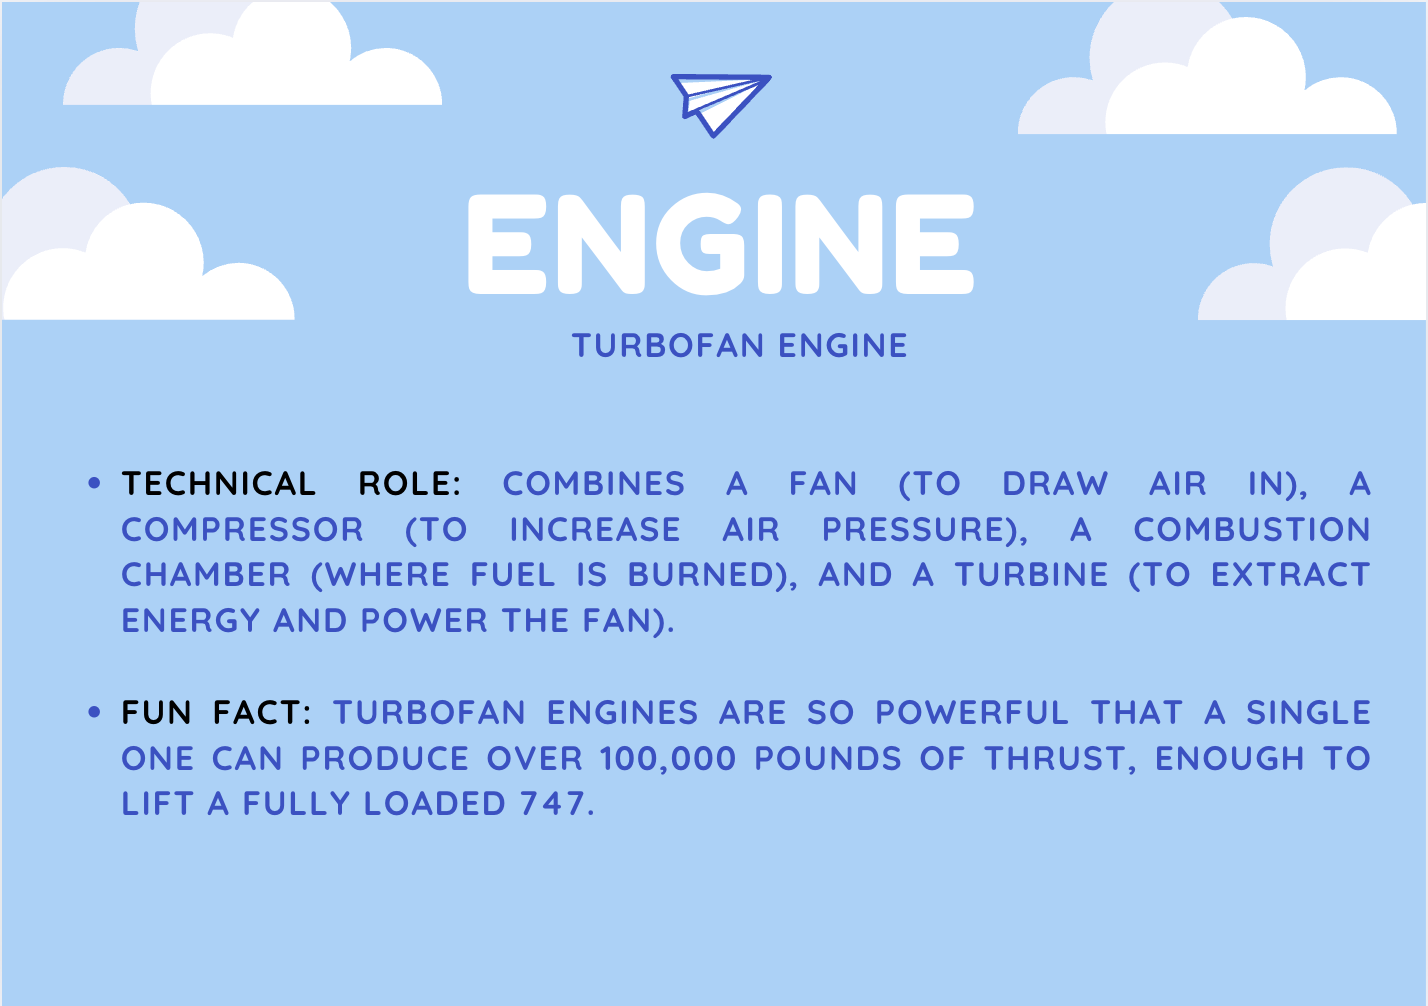 ENGINE
TURBOFAN ENGINE
• TECHNICAL ROLE: COMBINES A FAN (TO DRAW AIR IN), A
COMPRESSOR (TO INCREASE AIR PRESSURE), A COMBUSTION
CHAMBER (WHERE FUEL IS BURNED), AND A TURBINE (TO EXTRACT
ENERGY AND POWER THE FAN).
• FUN FACT: TURBOFAN ENGINES ARE SO POWERFUL THAT A SINGLE
ONE CAN PRODUCE OVER 100,000 POUNDS OF THRUST, ENOUGH TO
LIFT A FULLY LOADED 747.